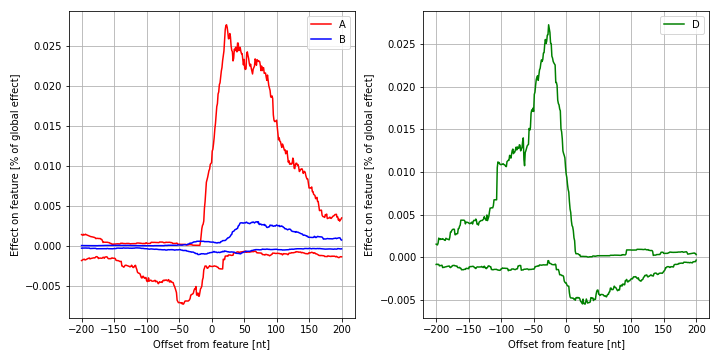 A
B
0.025
0.020
0.015
0.010
0.005
0.000
−0.005
Effect on feature [% of global effect]
−200 −150 −100 −50 0 50 100 150 200
Offset from feature [nt]
D
0.025
0.020
0.015
0.010
0.005
0.000
−0.005
Effect on feature [% of global effect]
−200 −150 −100 −50 0 50 100 150 200
Offset from feature [nt]